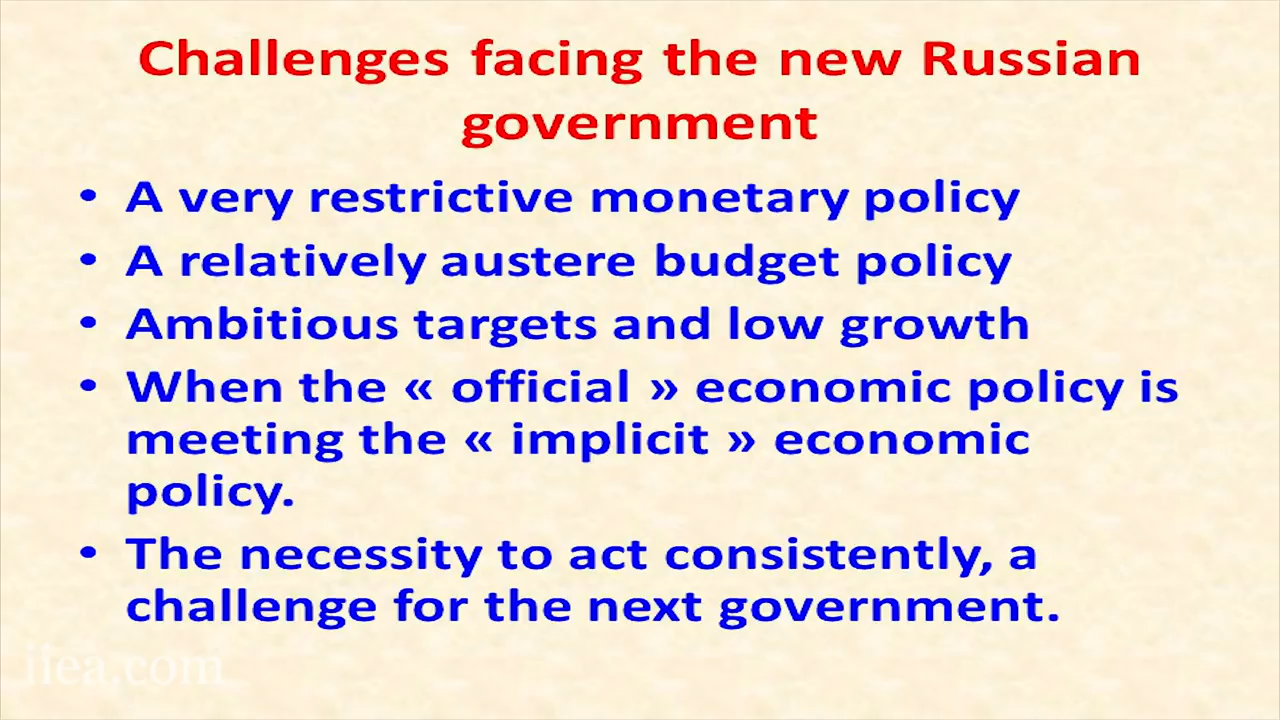 Challenges facing the new Russian
government
• A very restrictive monetary policy
• A relatively austere budget policy
• Ambitious targets and low growth
• When the « official » economic policy is
meeting the « implicit » economic
policy.
• The necessity to act consistently, a
challenge for the next government.